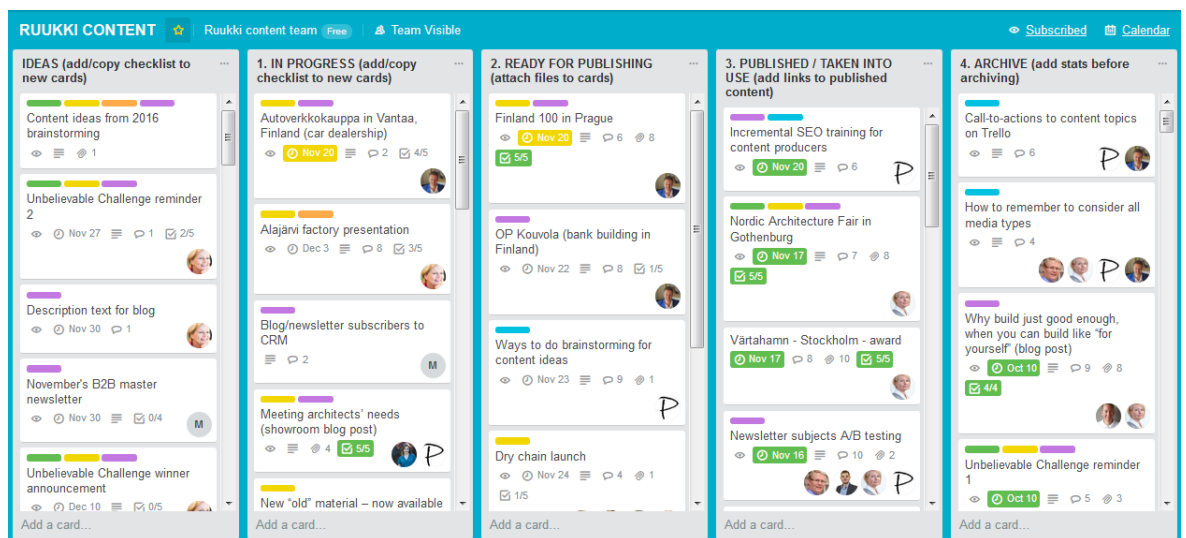 RUUKKI CONTENT
Ruukki content team Free
Team Visible
Subscribed
Calendar
IDEAS (add/copy checklist to
new cards)
Content ideas from 2016
brainstorming
1
Unbelievable Challenge reminder
2
Nov 27 1 2/5
Description text for blog
Nov 30 1
November's B2B master
newsletter
Nov 30 0/4
M
Unbelievable Challenge winner
announcement
Dec 10 0/5
Add a card...
1. IN PROGRESS (add/copy
checklist to new cards)
Autoverkkokauppa in Vantaa,
Finland (car dealership)
Nov 20 2 4/5
Alajärvi factory presentation
Dec 3 8 3/5
Blog/newsletter subscribers to
CRM
2
M
Meeting architects' needs
(showroom blog post)
4 5/5
P
New “old” material – now available
Add a card...
2. READY FOR PUBLISHING
(attach files to cards)
Finland 100 in Prague
Nov 20 6 8
5/5
OP Kouvola (bank building in
Finland)
Nov 22 8 1/5
Ways to do brainstorming for
content ideas
Nov 23 9 1
P
Dry chain launch
Nov 24 4 1
1/5
Add a card...
3. PUBLISHED / TAKEN INTO
USE (add links to published
content)
Incremental SEO training for
content producers
Nov 20 6
P
Nordic Architecture Fair in
Gothenburg
Nov 17 7 8
5/5
Värtahamn - Stockholm - award
Nov 17 8 10 5/5
Newsletter subjects A/B testing
Nov 16 10 2
P
Add a card...
4. ARCHIVE (add stats before
archiving)
Call-to-actions to content topics
on Trello
6
P
How to remember to consider all
media types
4
P
Why build just good enough,
when you can build like “for
yourself” (blog post)
Oct 10 9 8
4/4
Unbelievable Challenge reminder
1
Oct 10 5 3
Add a card...